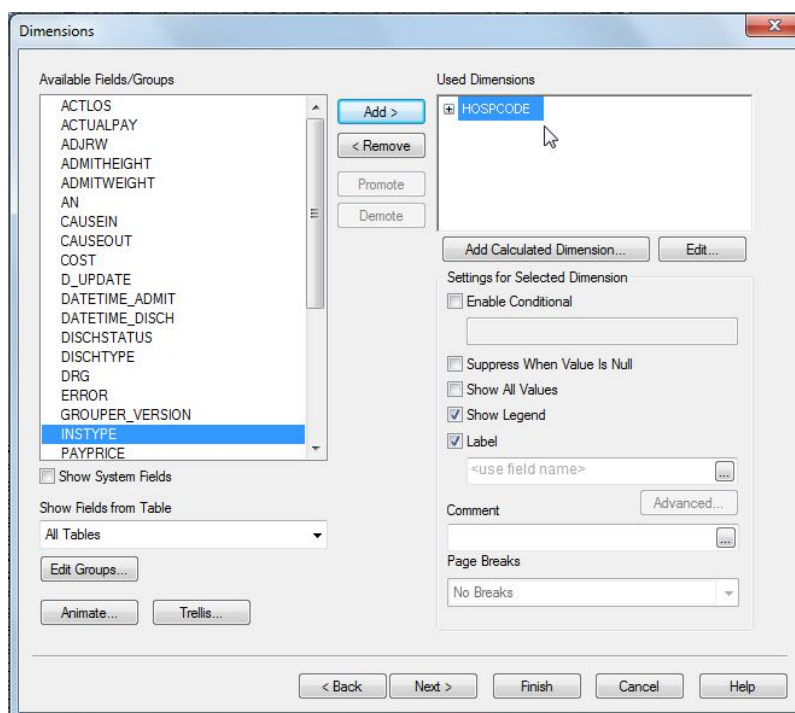 Dimensions
Available Fields/Groups
ACTLOS
ACTUALPAY
ADJRW
ADMITHEIGHT
ADMITWEIGHT
AN
CAUSEIN
CAUSEOUT
COST
D_UPDATE
DATETIME_ADMIT
DATETIME_DISCH
DISCHSTATUS
DISCHTYPE
DRG
ERROR
GROUPER_VERSION
INSTYPE
PAYPRICE
Show System Fields
Show Fields from Table
All Tables
Edit Groups...
Animate...
Trellis...
Add >
< Remove
Promote
Demote
Used Dimensions
HOSPCODE
Add Calculated Dimension...
Edit...
Settings for Selected Dimension
Enable Conditional
Suppress When Value Is Null
Show All Values
Show Legend
Label
<use field name>
...
Advanced...
Comment
...
Page Breaks
No Breaks
< Back
Next >
Finish
Cancel
Help